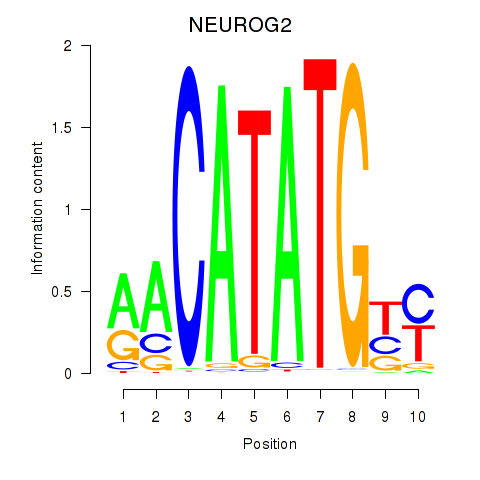 NEUROG2
2
1.5
1
0.5
0
Information content
A A C A T A T G T C
G C G C T
C G G G
1 2 3 4 5 6 7 8 9 10
Position